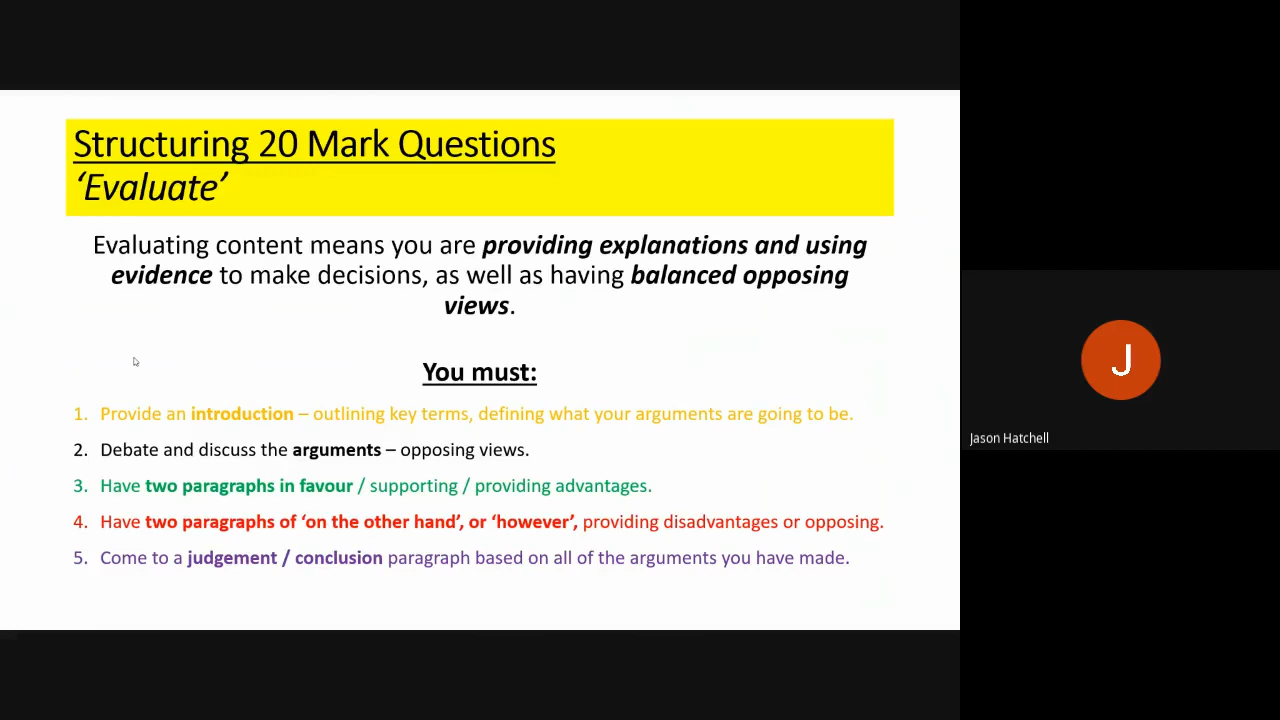 Structuring 20 Mark Questions
‘Evaluate’
Evaluating content means you are providing explanations and using
evidence to make decisions, as well as having balanced opposing
views.
You must:
1. Provide an introduction – outlining key terms, defining what your arguments are going to be.
2. Debate and discuss the arguments – opposing views.
3. Have two paragraphs in favour / supporting / providing advantages.
4. Have two paragraphs of ‘on the other hand’, or ‘however’, providing disadvantages or opposing.
5. Come to a judgement / conclusion paragraph based on all of the arguments you have made.
J
Jason Hatchell